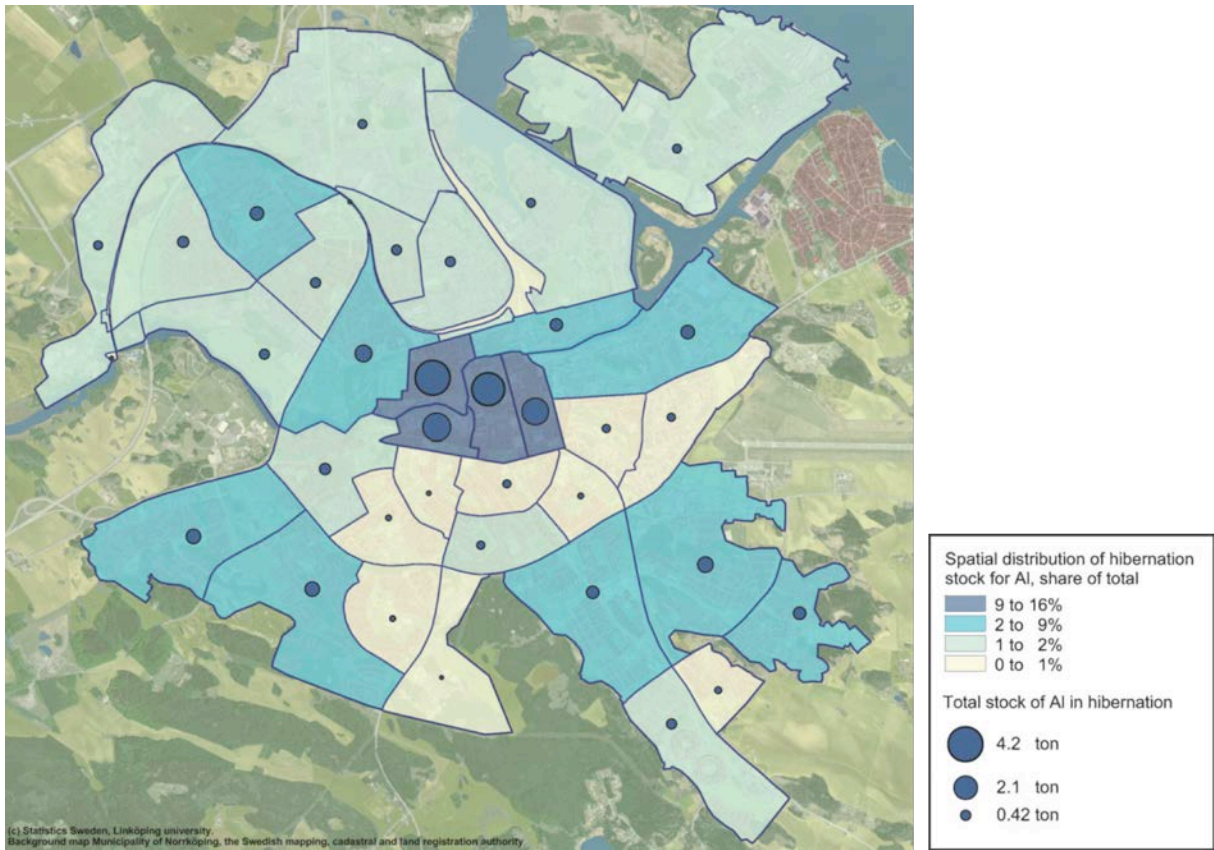 Spatial distribution of hibernation
stock for Al, share of total
9 to 16%
2 to 9%
1 to 2%
0 to 1%
Total stock of Al in hibernation
4.2 ton
2.1 ton
0.42 ton
(c) Statistics Sweden, Linköping university.
Background map Municipality of Norrköping, the Swedish mapping, cadastral and land registration authority